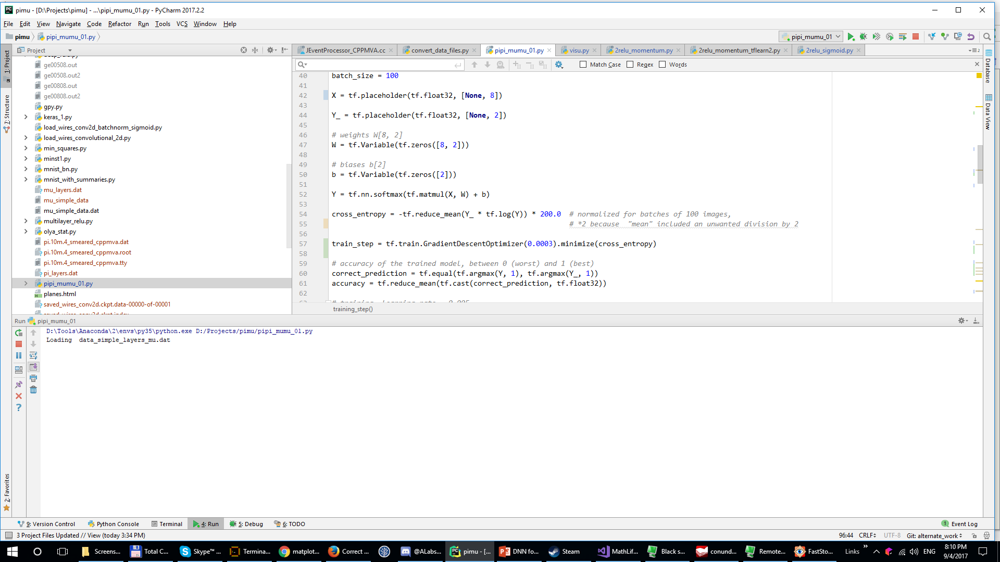 pimu - [D:\Projects\pimu] - ...\pipi_mumu_01.py - PyCharm 2017.2.2
File Edit View Navigate Code Refactor Run Tools VCS Window Help
pimu pipi_mumu_01.py
pipi_mumu_01
Project
JEventProcessor_CPPMVA.cc convert_data_files.py pipi_mumu_01.py visu.py 2relu_momentum.py 2relu_momentum_tflearn2.py 2relu_sigmoid.py
Match Case Regex Words
1: Project
7: Structure
2: Favorites
Database
Data View
ge00508.out
ge00508.out2
ge00808.out
ge00808.out2
gpy.py
keras_1.py
load_wires_conv2d_batchnorm_sigmoid.py
load_wires_convolutional_2d.py
min_squares.py
minst1.py
mnist_bn.py
mnist_with_summaries.py
mu_layers.dat
mu_simple_data
mu_simple_data.dat
multilayer_relu.py
olya_stat.py
pi.10m.4_smeared_cppmva.dat
pi.10m.4_smeared_cppmva.root
pi.10m.4_smeared_cppmva.tty
pi_layers.dat
pipi_mumu_01.py
planes.html
saved_wires_conv2d.ckpt.data-00000-of-00001
40 batch_size = 100
41
42 X = tf.placeholder(tf.float32, [None, 8])
43
44 Y_ = tf.placeholder(tf.float32, [None, 2])
45
46 # weights W[8, 2]
47 W = tf.Variable(tf.zeros([8, 2]))
48
49 # biases b[2]
50 b = tf.Variable(tf.zeros([2]))
51
52 Y = tf.nn.softmax(tf.matmul(X, W) + b)
53
54 cross_entropy = -tf.reduce_mean(Y_ * tf.log(Y)) * 200.0 # normalized for batches of 100 images,
55 # *2 because "mean" included an unwanted division by 2
56
57 train_step = tf.train.GradientDescentOptimizer(0.0003).minimize(cross_entropy)
58
59 # accuracy of the trained model, between 0 (worst) and 1 (best)
60 correct_prediction = tf.equal(tf.argmax(Y, 1), tf.argmax(Y_, 1))
61 accuracy = tf.reduce_mean(tf.cast(correct_prediction, tf.float32))
62
training_step()
Run pipi_mumu_01
D:\Tools\Anaconda\2\envs\py35\python.exe D:/Projects/pimu/pipi_mumu_01.py
Loading data_simple_layers_mu.dat
9: Version Control Python Console Terminal 4: Run 5: Debug 6: TODO 1 Event Log
3 Project Files Updated // View (today 3:34 PM) 96:44 CRLF UTF-8 Git: alternate_work
Screens... Total C... Skype™ ... Termina... matplot... Correct ... @ALabs... pimu - [... DNN fo... Steam MathLif... Black s... conund... Remote... FastSto... Links ENG 8:10 PM
9/4/2017